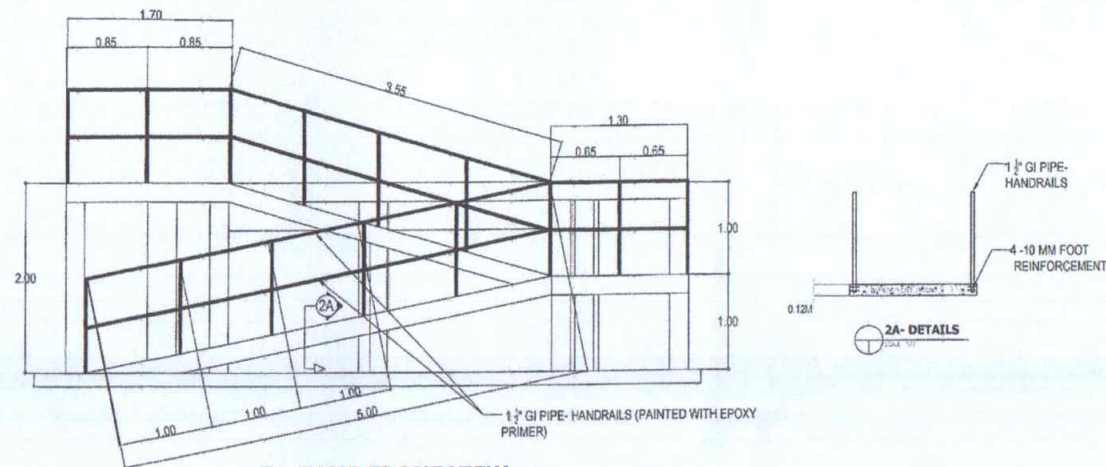 1.70
0.85 0.85
3.55
1.30
0.65 0.65
2.00
1.00
1.00
2A
1.00
1.00
1.00
5.00
1 1/2" GI PIPE- HANDRAILS (PAINTED WITH EPOXY
PRIMER)
1 1/2" GI PIPE-
HANDRAILS
4 -10 MM FOOT
REINFORCEMENT
0.12M
2A- DETAILS
SCALE